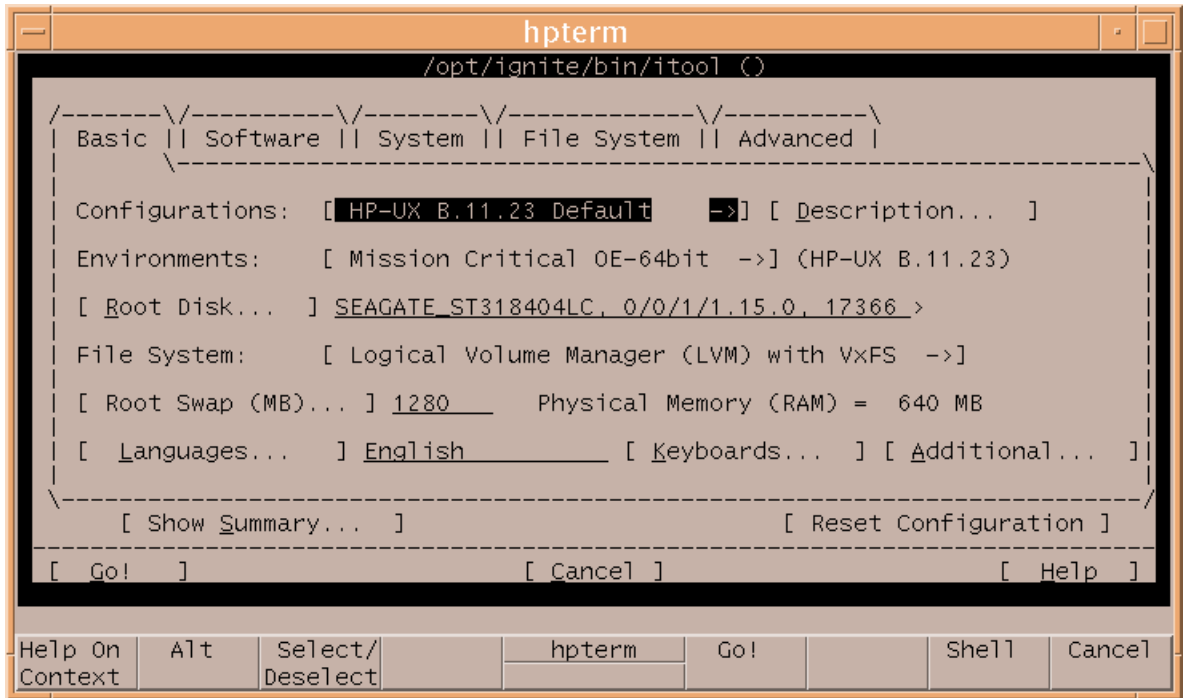 hpterm
/opt/ignite/bin/itool ()
/-------\/----------\/--------\/-------------\/----------\
| Basic || Software || System || File System || Advanced |
Configurations: [ HP-UX B.11.23 Default ->] [ Description... ]
Environments: [ Mission Critical OE-64bit ->] (HP-UX B.11.23)
[ Root Disk... ] SEAGATE_ST318404LC, 0/0/1/1.15.0, 17366 >
File System: [ Logical Volume Manager (LVM) with VxFS ->]
[ Root Swap (MB)... ] 1280 Physical Memory (RAM) = 640 MB
[ Languages... ] English [ Keyboards... ] [ Additional... ]
[ Show Summary... ] [ Reset Configuration ]
[ Go! ] [ Cancel ] [ Help ]
Help On Context Alt Select/Deselect hpterm Go! Shell Cancel